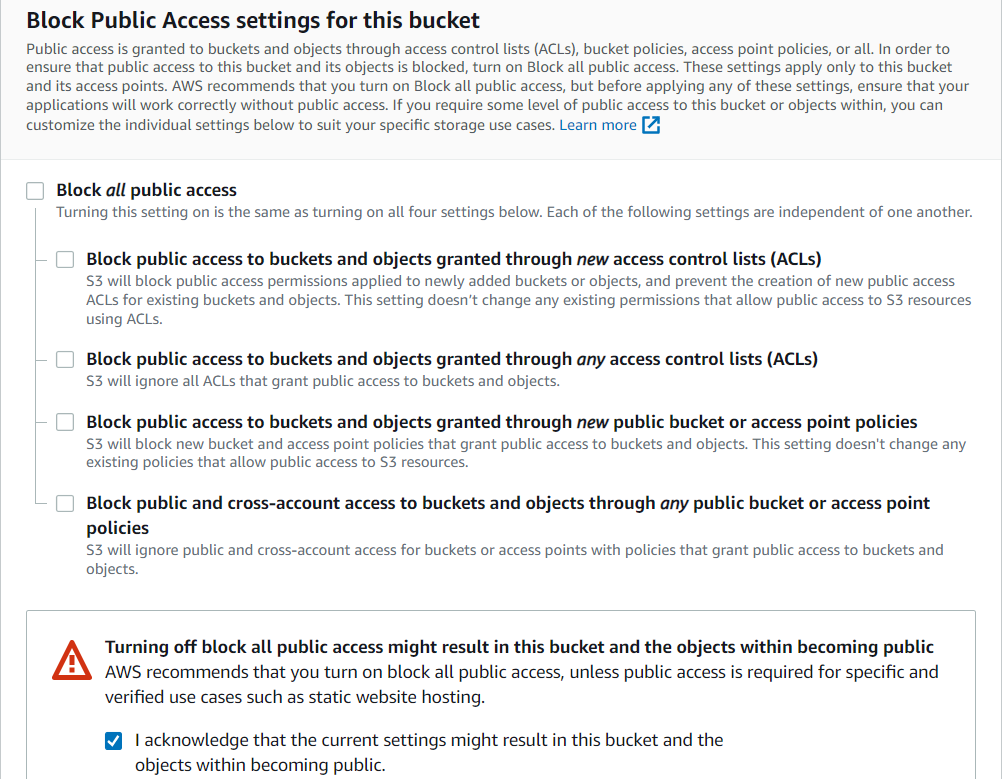 Block Public Access settings for this bucket
Public access is granted to buckets and objects through access control lists (ACLs), bucket policies, access point policies, or all. In order to
ensure that public access to this bucket and its objects is blocked, turn on Block all public access. These settings apply only to this bucket
and its access points. AWS recommends that you turn on Block all public access, but before applying any of these settings, ensure that your
applications will work correctly without public access. If you require some level of public access to this bucket or objects within, you can
customize the individual settings below to suit your specific storage use cases. Learn more
Block all public access
Turning this setting on is the same as turning on all four settings below. Each of the following settings are independent of one another.
Block public access to buckets and objects granted through new access control lists (ACLs)
S3 will block public access permissions applied to newly added buckets or objects, and prevent the creation of new public access
ACLs for existing buckets and objects. This setting doesn’t change any existing permissions that allow public access to S3 resources
using ACLs.
Block public access to buckets and objects granted through any access control lists (ACLs)
S3 will ignore all ACLs that grant public access to buckets and objects.
Block public access to buckets and objects granted through new public bucket or access point policies
S3 will block new bucket and access point policies that grant public access to buckets and objects. This setting doesn't change any
existing policies that allow public access to S3 resources.
Block public and cross-account access to buckets and objects through any public bucket or access point
policies
S3 will ignore public and cross-account access for buckets or access points with policies that grant public access to buckets and
objects.
Turning off block all public access might result in this bucket and the objects within becoming public
AWS recommends that you turn on block all public access, unless public access is required for specific and
verified use cases such as static website hosting.
I acknowledge that the current settings might result in this bucket and the
objects within becoming public.